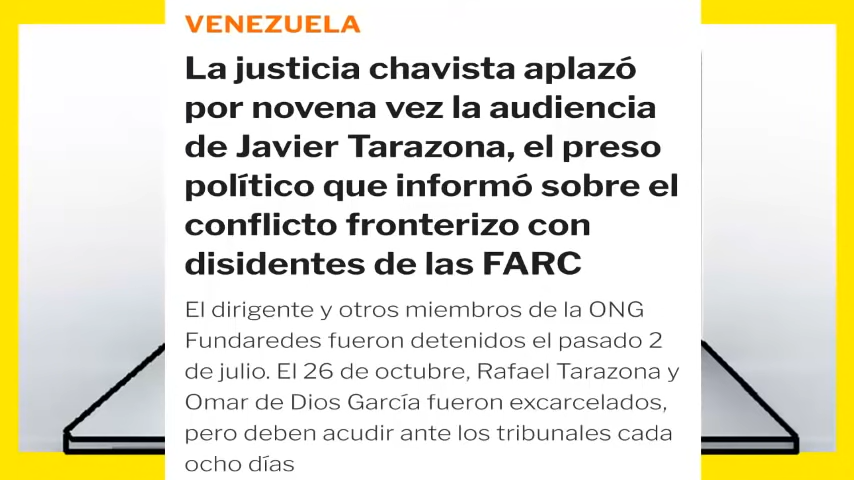 VENEZUELA
La justicia chavista aplazó
por novena vez la audiencia
de Javier Tarazona, el preso
político que informó sobre el
conflicto fronterizo con
disidentes de las FARC
El dirigente y otros miembros de la ONG
Fundaredes fueron detenidos el pasado 2
de julio. El 26 de octubre, Rafael Tarazona y
Omar de Dios García fueron excarcelados,
pero deben acudir ante los tribunales cada
ocho días